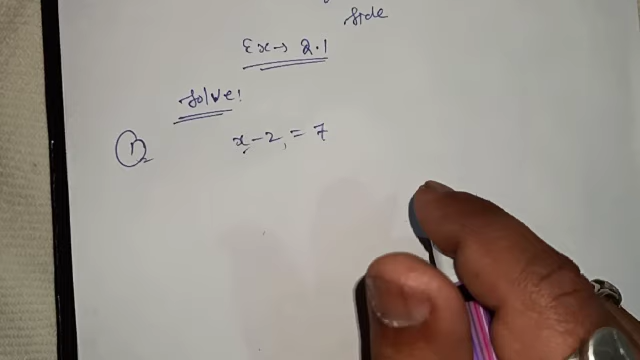 side
Ex → 2.1
Solve!
1
x - 2 = 7